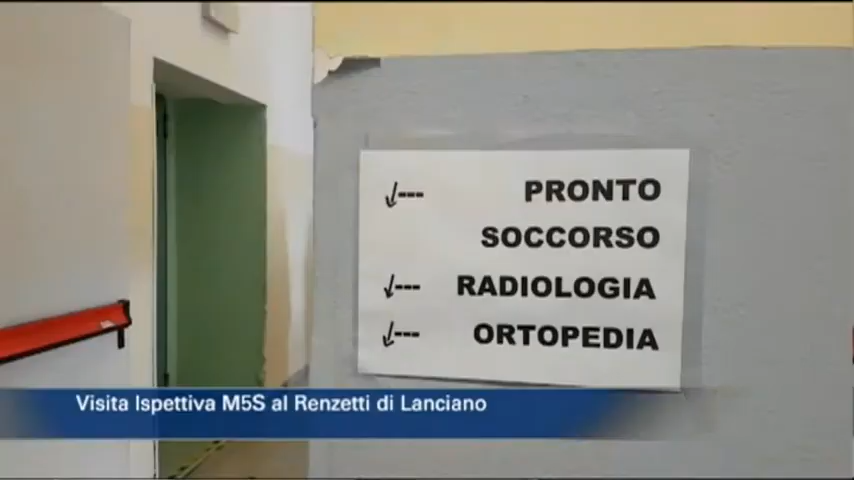 PRONTO
SOCCORSO
RADIOLOGIA
ORTOPEDIA
Visita Ispettiva M5S al Renzetti di Lanciano